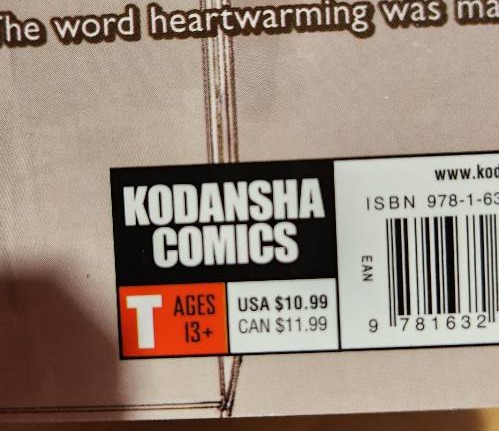 The word heartwarming was ma
KODANSHA
COMICS
T AGES
13+
USA $10.99
CAN $11.99
www.kod
ISBN 978-1-63
EAN
9 781632